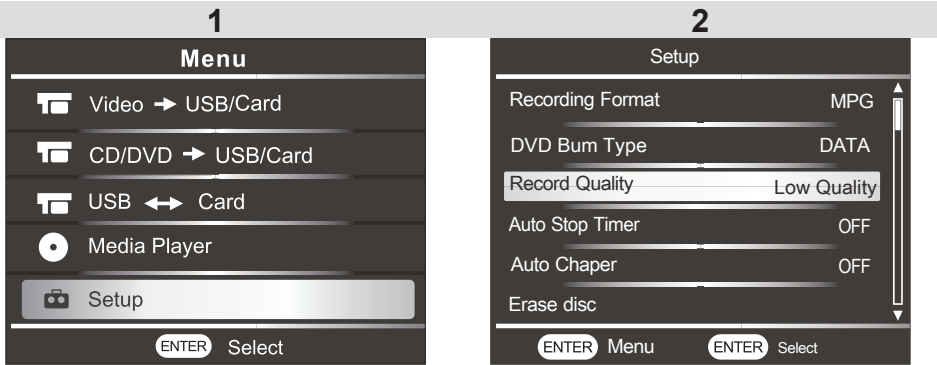 1
Menu
Video → USB/Card
CD/DVD → USB/Card
USB ↔ Card
Media Player
Setup
ENTER Select
2
Setup
Recording Format MPG
DVD Bum Type DATA
Record Quality Low Quality
Auto Stop Timer OFF
Auto Chaper OFF
Erase disc
ENTER Menu ENTER Select